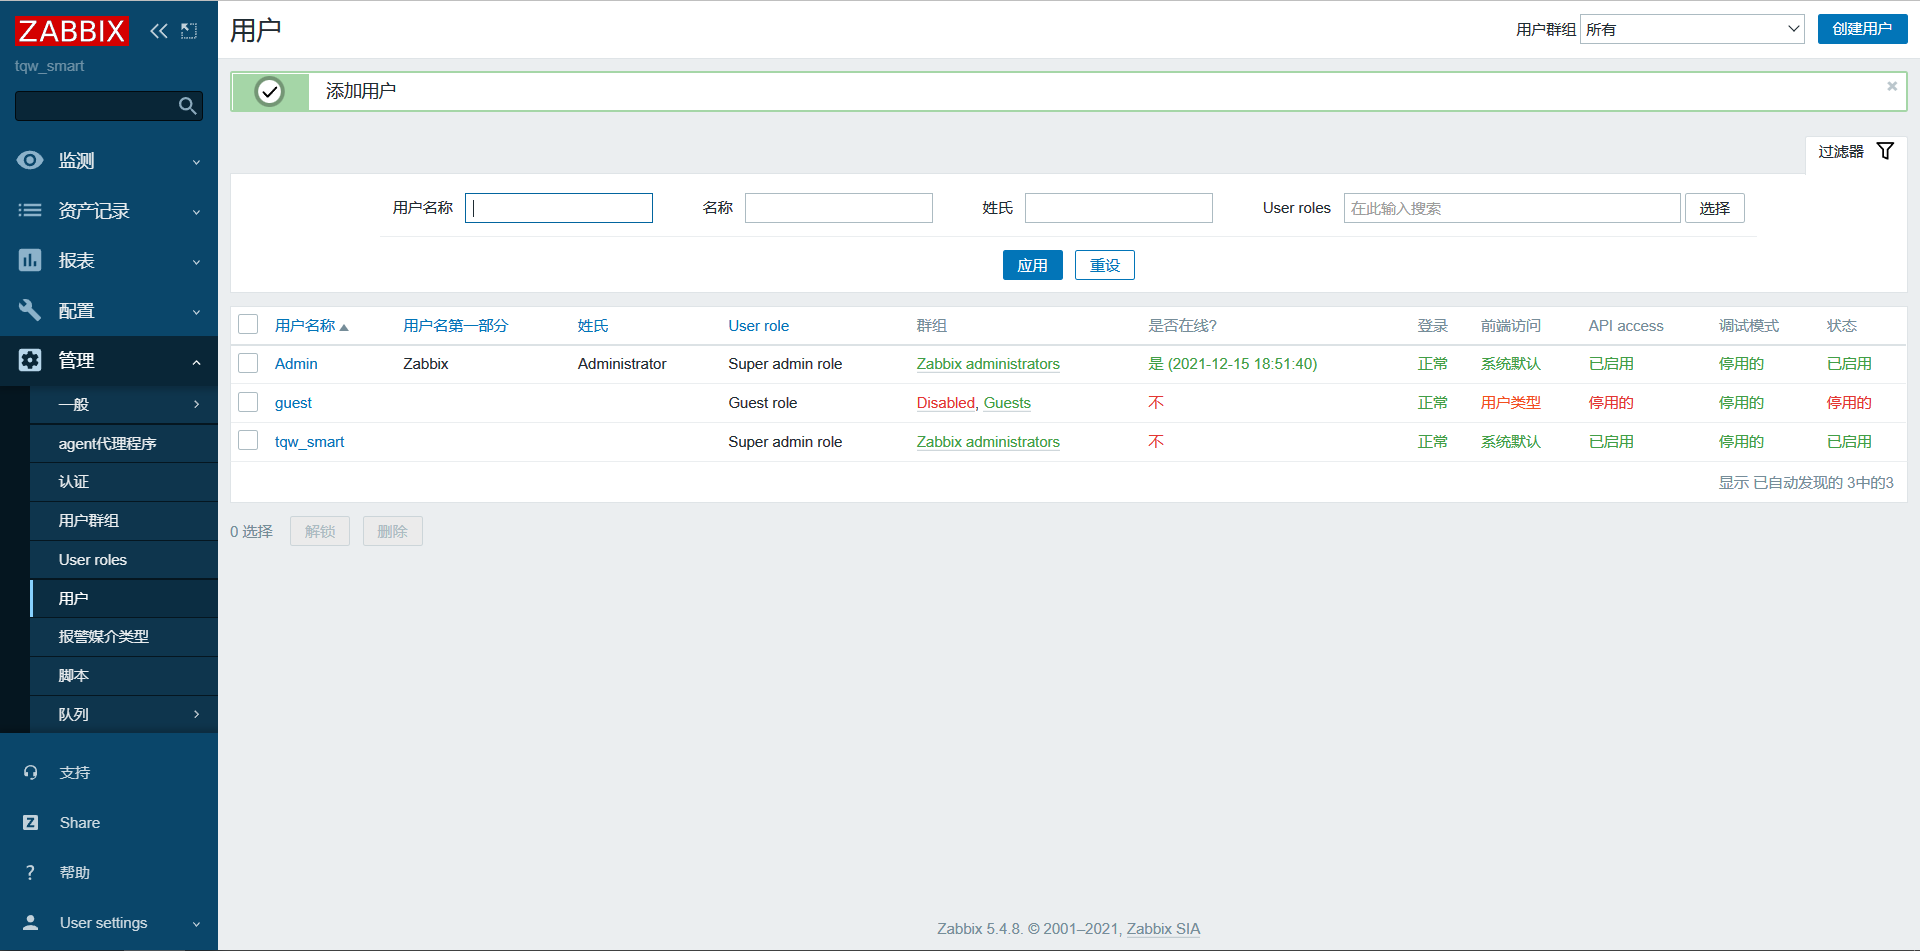 ZABBIX
tqw_smart
监测
资产记录
报表
配置
管理
一般
agent代理程序
认证
用户群组
User roles
用户
报警媒介类型
脚本
队列
支持
Share
帮助
User settings
用户
用户群组 所有 创建用户
添加用户
过滤器
用户名称 名称 姓氏 User roles 在此输入搜索 选择
应用 重设
用户名称 用户名第一部分 姓氏 User role 群组 是否在线? 登录 前端访问 API access 调试模式 状态
Admin Zabbix Administrator Super admin role Zabbix administrators 是 (2021-12-15 18:51:40) 正常 系统默认 已启用 停用的 已启用
guest Guest role Disabled, Guests 不 正常 用户类型 停用的 停用的 停用的
tqw_smart Super admin role Zabbix administrators 不 正常 系统默认 已启用 停用的 已启用
显示 已自动发现的 3中的3
0 选择 解锁 删除
Zabbix 5.4.8. © 2001–2021, Zabbix SIA